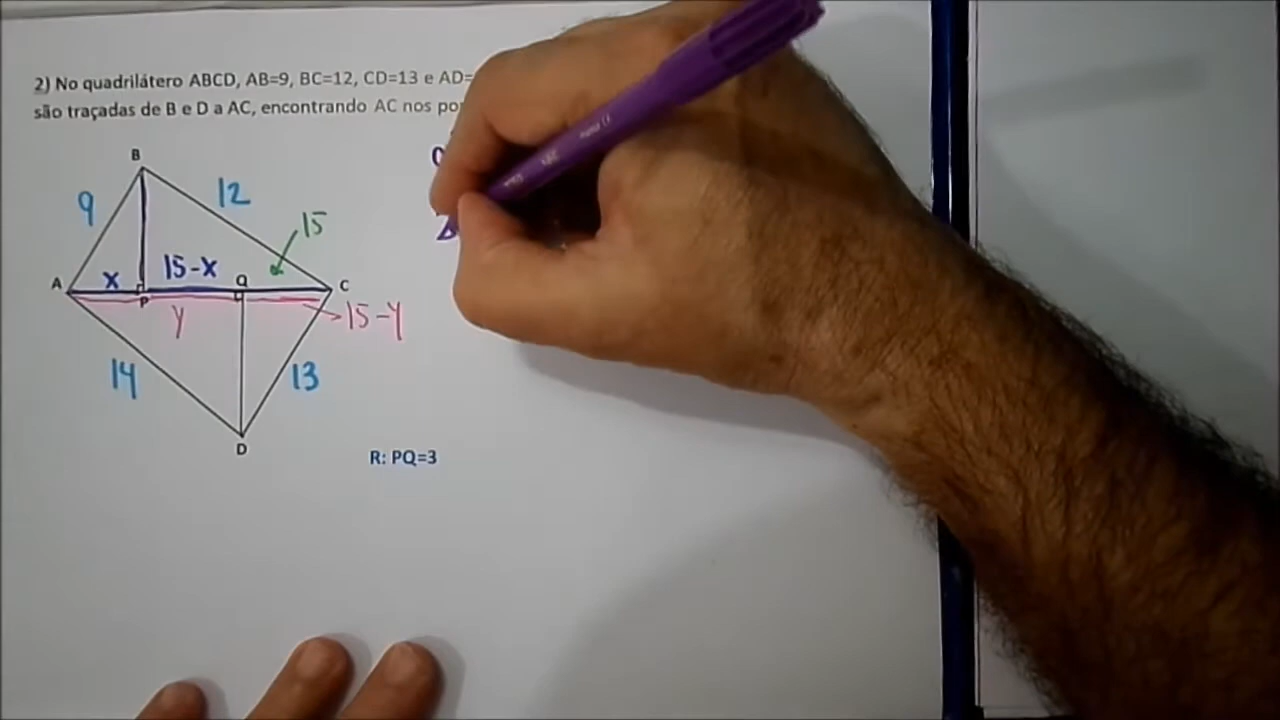 2) No quadrilátero ABCD, AB=9, BC=12, CD=13 e AD=
são traçadas de B e D a AC, encontrando AC nos
B
9
12
15
A
x
15-x
Q
C
P
y
15-y
14
13
D
R: PQ=3